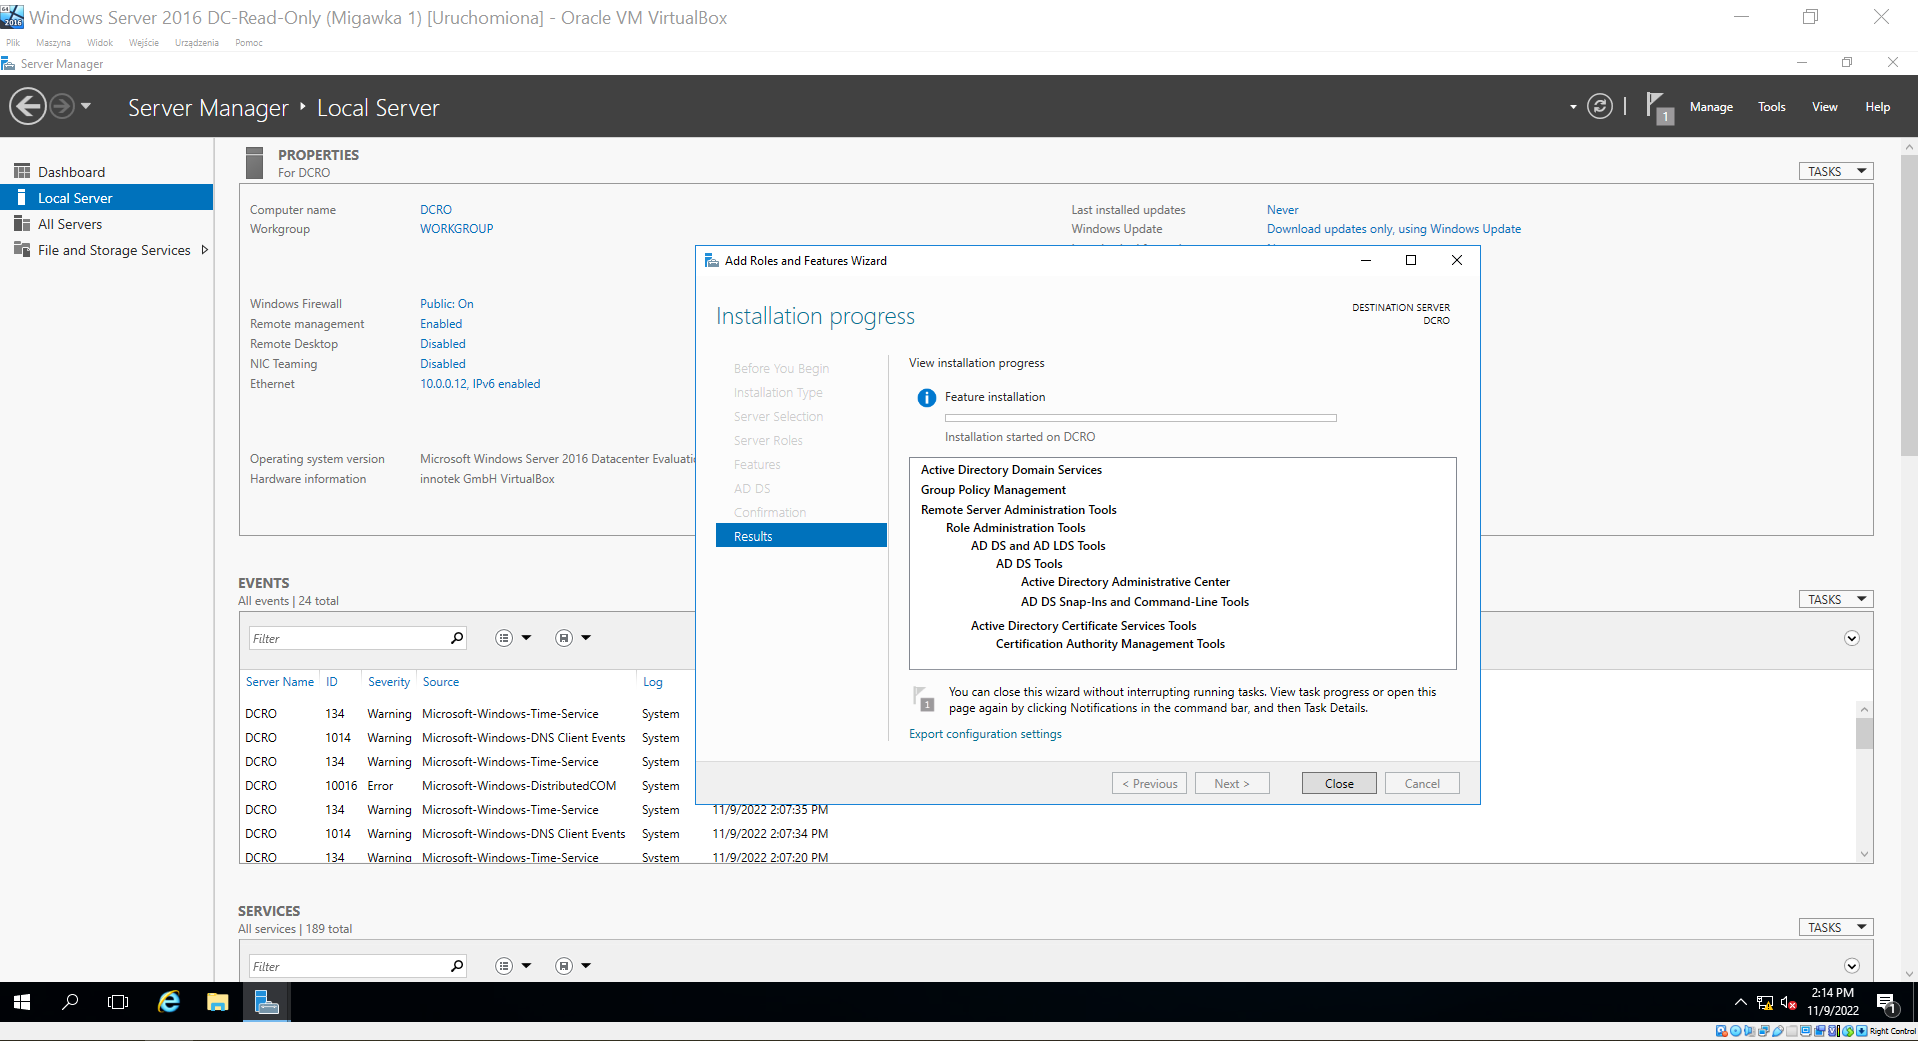 Windows Server 2016 DC-Read-Only (Migawka 1) [Uruchomiona] - Oracle VM VirtualBox
Plik Maszyna Widok Wejście Urządzenia Pomoc
Server Manager
Server Manager Local Server
1 Manage Tools View Help
Dashboard
Local Server
All Servers
File and Storage Services
PROPERTIES
For DCRO
TASKS
Computer name DCRO
Workgroup WORKGROUP
Last installed updates Never
Windows Update Download updates only, using Windows Update
Windows Firewall Public: On
Remote management Enabled
Remote Desktop Disabled
NIC Teaming Disabled
Ethernet 10.0.0.12, IPv6 enabled
Operating system version Microsoft Windows Server 2016 Datacenter Evaluatio
Hardware information innotek GmbH VirtualBox
Add Roles and Features Wizard
Installation progress
DESTINATION SERVER
DCRO
Before You Begin
Installation Type
Server Selection
Server Roles
Features
AD DS
Confirmation
Results
View installation progress
Feature installation
Installation started on DCRO
Active Directory Domain Services
Group Policy Management
Remote Server Administration Tools
Role Administration Tools
AD DS and AD LDS Tools
AD DS Tools
Active Directory Administrative Center
AD DS Snap-Ins and Command-Line Tools
Active Directory Certificate Services Tools
Certification Authority Management Tools
1
You can close this wizard without interrupting running tasks. View task progress or open this
page again by clicking Notifications in the command bar, and then Task Details.
Export configuration settings
< Previous Next > Close Cancel
EVENTS
All events | 24 total
TASKS
Filter
Server Name ID Severity Source Log
DCRO 134 Warning Microsoft-Windows-Time-Service System
DCRO 1014 Warning Microsoft-Windows-DNS Client Events System
DCRO 134 Warning Microsoft-Windows-Time-Service System
DCRO 10016 Error Microsoft-Windows-DistributedCOM System
DCRO 134 Warning Microsoft-Windows-Time-Service System 11/9/2022 2:07:35 PM
DCRO 1014 Warning Microsoft-Windows-DNS Client Events System 11/9/2022 2:07:34 PM
DCRO 134 Warning Microsoft-Windows-Time-Service System 11/9/2022 2:07:20 PM
SERVICES
All services | 189 total
TASKS
Filter
2:14 PM
11/9/2022
1
Right Control